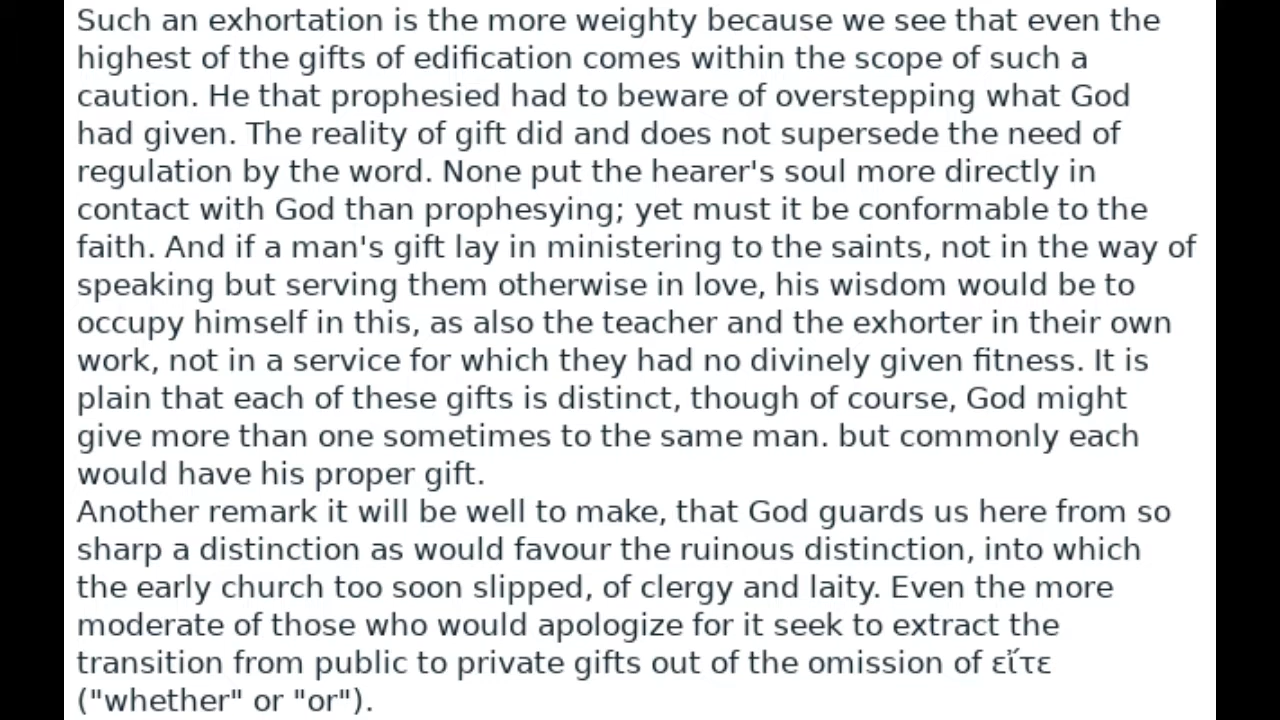 Such an exhortation is the more weighty because we see that even the
highest of the gifts of edification comes within the scope of such a
caution. He that prophesied had to beware of overstepping what God
had given. The reality of gift did and does not supersede the need of
regulation by the word. None put the hearer's soul more directly in
contact with God than prophesying; yet must it be conformable to the
faith. And if a man's gift lay in ministering to the saints, not in the way of
speaking but serving them otherwise in love, his wisdom would be to
occupy himself in this, as also the teacher and the exhorter in their own
work, not in a service for which they had no divinely given fitness. It is
plain that each of these gifts is distinct, though of course, God might
give more than one sometimes to the same man. but commonly each
would have his proper gift.
Another remark it will be well to make, that God guards us here from so
sharp a distinction as would favour the ruinous distinction, into which
the early church too soon slipped, of clergy and laity. Even the more
moderate of those who would apologize for it seek to extract the
transition from public to private gifts out of the omission of εἴτε
("whether" or "or").